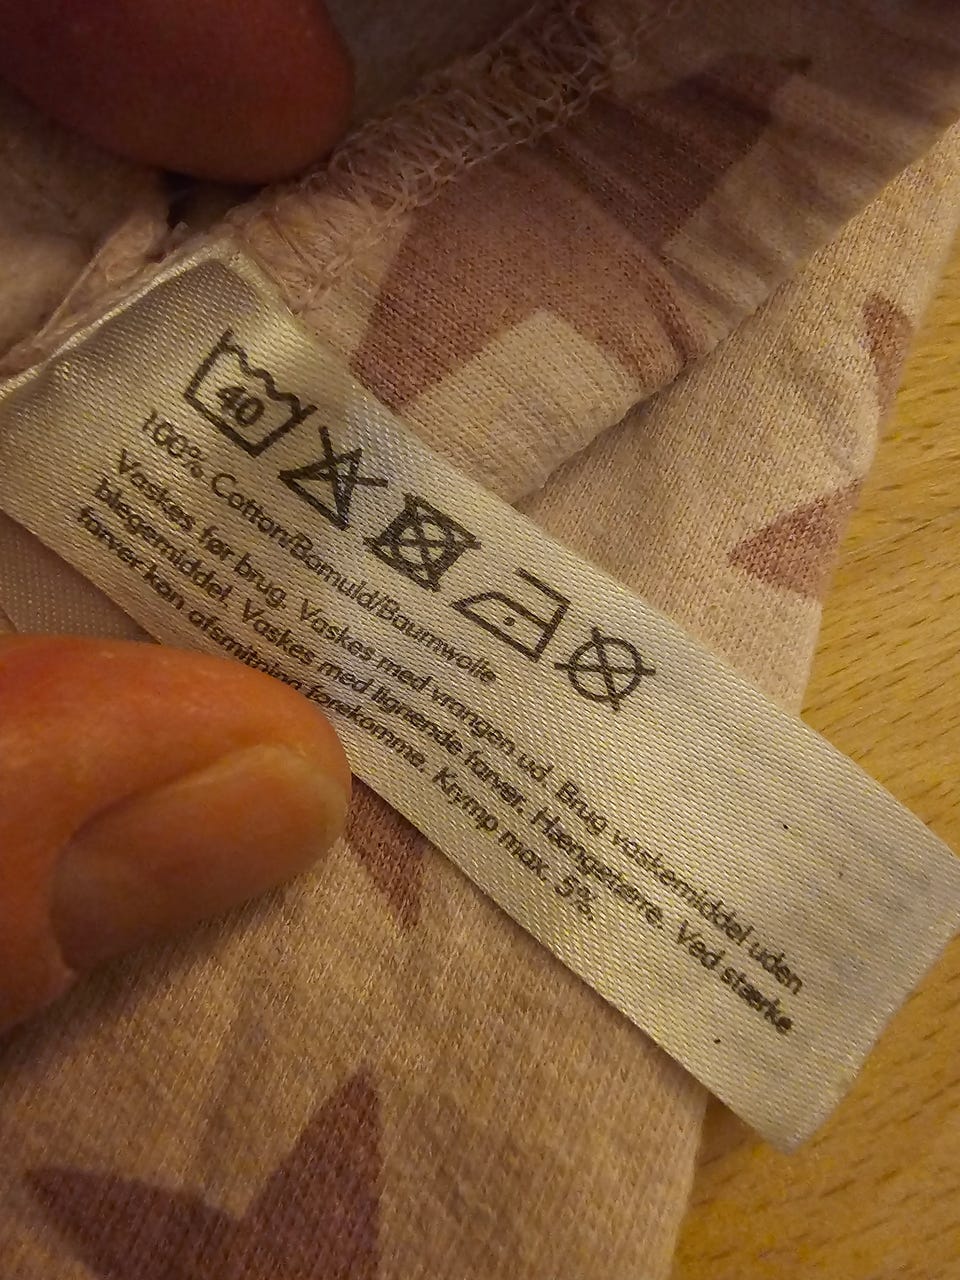 40
100% Cotton/Bomuld/Baumwolle
Vaskes før brug. Vaskes med vrangen ud. Brug vaskemiddel uden
blegemiddel. Vaskes med lignende farver. Hængetørre. Ved stærke
farver kan afsmitning forekomme. Krymp max. 5%.